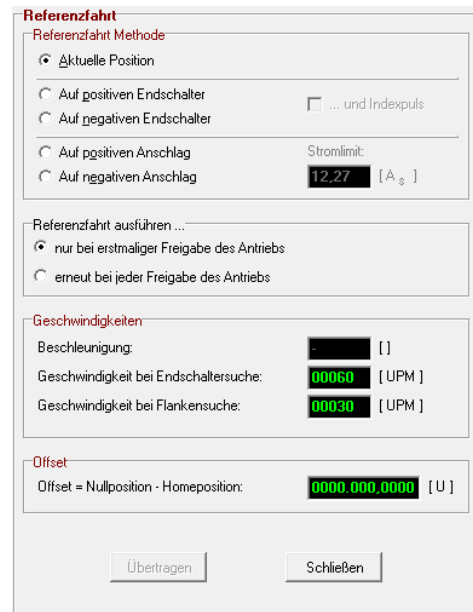 Referenzfahrt
Referenzfahrt Methode
Aktuelle Position
Auf positiven Endschalter
... und Indexpuls
Auf negativen Endschalter
Auf positiven Anschlag
Stromlimit:
Auf negativen Anschlag
12,27 [ A s ]
Referenzfahrt ausführen ...
nur bei erstmaliger Freigabe des Antriebs
erneut bei jeder Freigabe des Antriebs
Geschwindigkeiten
Beschleunigung: - [ ]
Geschwindigkeit bei Endschaltersuche: 00060 [ UPM ]
Geschwindigkeit bei Flankensuche: 00030 [ UPM ]
Offset
Offset = Nullposition - Homeposition: 0000.000,0000 [ U ]
Übertragen Schließen